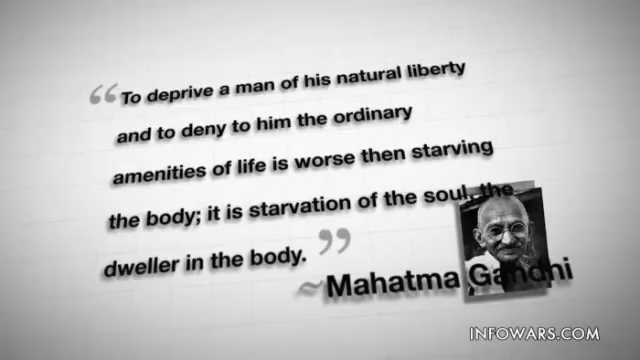 “To deprive a man of his natural liberty
and to deny to him the ordinary
amenities of life is worse then starving
the body; it is starvation of the soul, the
dweller in the body.”
~Mahatma Gandhi
INFOWARS.COM